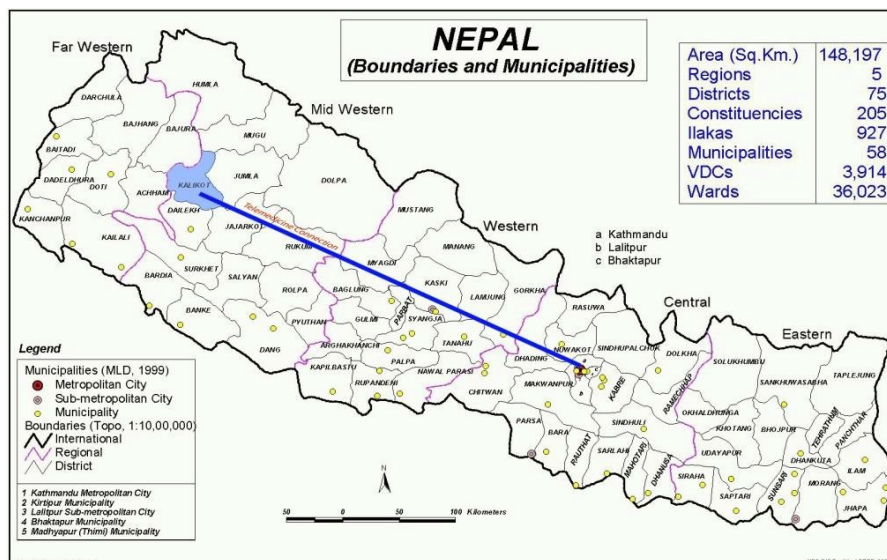 NEPAL
(Boundaries and Municipalities)
Area (Sq.Km.) 148,197
Regions 5
Districts 75
Constituencies 205
Ilakas 927
Municipalities 58
VDCs 3,914
Wards 36,023
Far Western
Mid Western
Western
Central
Eastern
a Kathmandu
b Lalitpur
c Bhaktapur
HUMLA
DARCHULA
BAJHANG
BAJURA
MUGU
BAITADI
DADELDHURA
DOTI
ACHHAM
KALIKOT
JUMLA
DOLPA
KANCHANPUR
KAILALI
DAILEKH
JAJARKOT
Telemedicine Connection
RUKUM
MUSTANG
MANANG
MYAGDI
BARDIA
SURKHET
SALYAN
ROLPA
BAGLUNG
PARBAT
KASKI
LAMJUNG
GORKHA
RASUWA
BANKE
DANG
PYUTHAN
GULMI
SYANGJA
TANAHU
DHADING
NUWAKOT
SINDHUPALCHUK
DOLKHA
SOLUKHUMBU
SANKHUWASABHA
TAPLEJUNG
ARGHAKHANCHI
PALPA
KAPILBASTU
RUPANDEHI
NAWAL PARASI
CHITWAN
MAKWANPUR
KABRE
RAMECHHAP
OKHALDHUNGA
KHOTANG
BHOJPUR
TEHRATHUM
PANCHTHAR
PARSA
BARA
RAUTHAT
SARLAHI
SINDHULI
MAHOTARI
DHANUSA
SIRAHA
UDAYAPUR
SAPTARI
DHANKUTA
SUNSARI
MORANG
ILAM
JHAPA
a
c
b
Legend
Municipalities (MLD, 1999)
Metropolitan City
Sub-metropolitan City
Municipality
Boundaries (Topo, 1:10,00,000)
International
Regional
District
1 Kathmandu Metropolitan City
2 Kirtipur Municipality
3 Lalitpur Sub-metropolitan City
4 Bhaktapur Municipality
5 Madhyapur (Thimi) Municipality
N
50 0 50 100 Kilometers